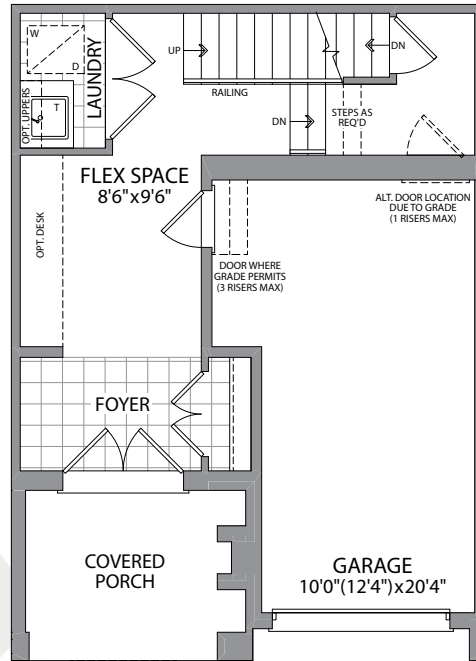 W
D
LAUNDRY
OPT. UPPERS
T
UP
DN
RAILING
DN
STEPS AS
REQ'D
FLEX SPACE
8'6"x9'6"
OPT. DESK
ALT. DOOR LOCATION
DUE TO GRADE
(1 RISERS MAX)
DOOR WHERE
GRADE PERMITS
(3 RISERS MAX)
FOYER
COVERED
PORCH
GARAGE
10'0"(12'4")x20'4"